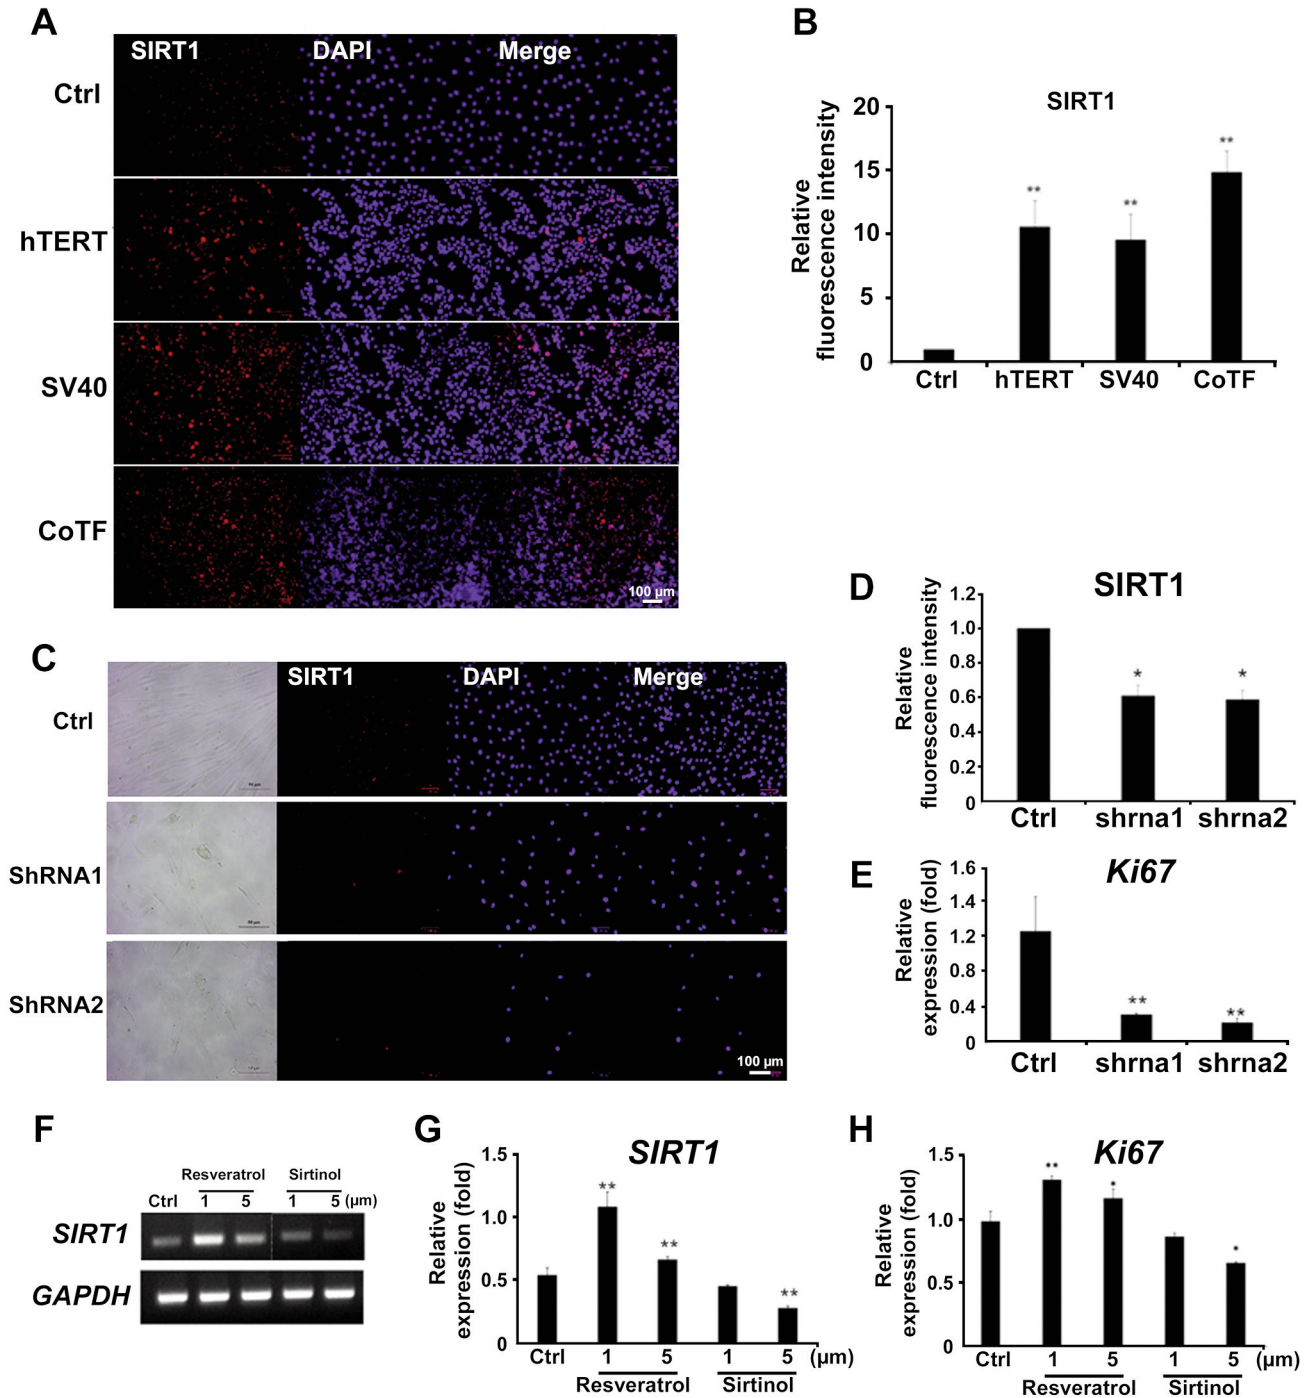 A
SIRT1 DAPI Merge
Ctrl
hTERT
SV40
CoTF
100 μm
B
SIRT1
Relative
fluorescence intensity
20
15
10
5
0
Ctrl hTERT SV40 CoTF
** ** ** **
C
SIRT1 DAPI Merge
Ctrl
ShRNA1
ShRNA2
100 μm
D
SIRT1
Relative
fluorescence intensity
1.2
1.0
0.8
0.6
0.4
0.2
0
* *
Ctrl shrna1 shrna2
E
Ki67
Relative
expression (fold)
1.6
1.4
1.2
0.8
0.4
0
** **
Ctrl shrna1 shrna2
F
Resveratrol Sirtinol
Ctrl 1 5 1 5 (μm)
SIRT1
GAPDH
G
SIRT1
Relative
expression (fold)
1.5
1.0
0.5
0
** ** **
Ctrl 1 5 1 5 (μm)
Resveratrol Sirtinol
H
Ki67
Relative
expression (fold)
1.5
1.0
0.5
0
** * *
Ctrl 1 5 1 5 (μm)
Resveratrol Sirtinol